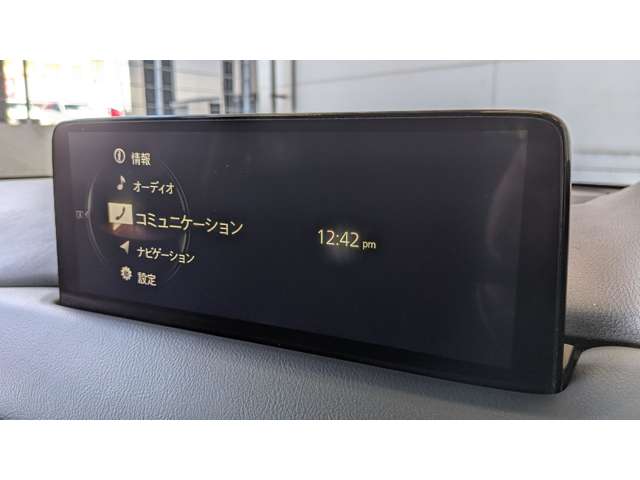 情報
オーディオ
コミュニケーション
12:42 pm
ナビゲーション
設定